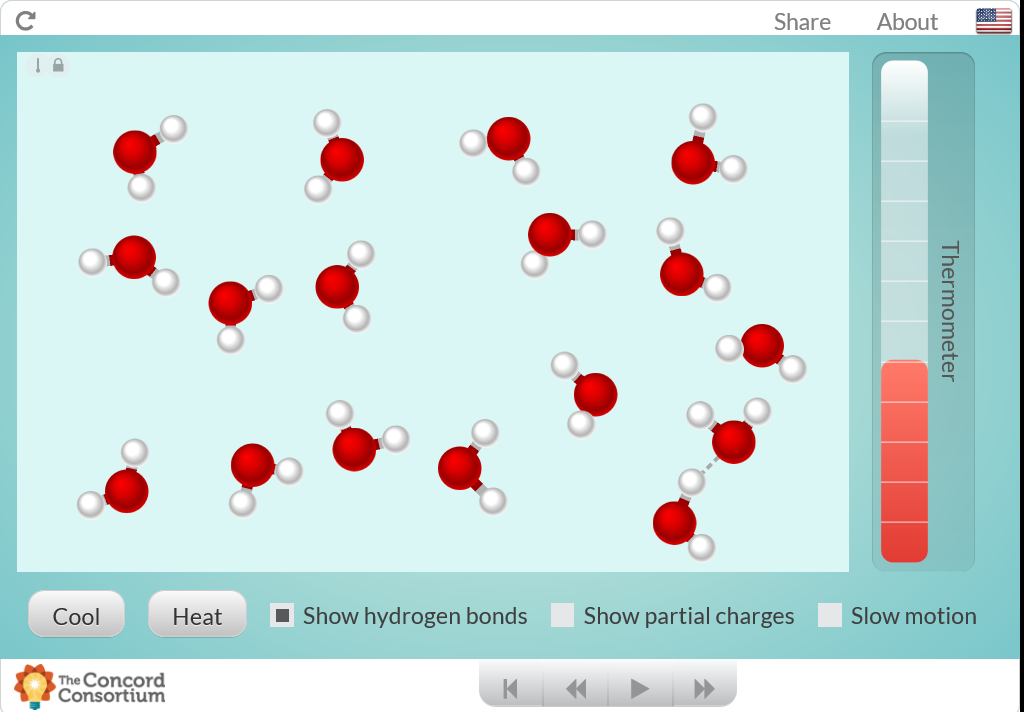 Share About
Thermometer
Cool Heat Show hydrogen bonds Show partial charges Slow motion
The Concord
Consortium